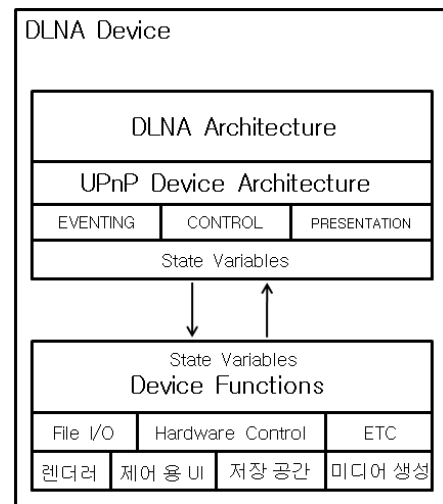 DLNA Device
DLNA Architecture
UPnP Device Architecture
EVENTING CONTROL PRESENTATION
State Variables
State Variables
Device Functions
File I/O Hardware Control ETC
렌더러 제어 용 UI 저장 공간 미디어 생성